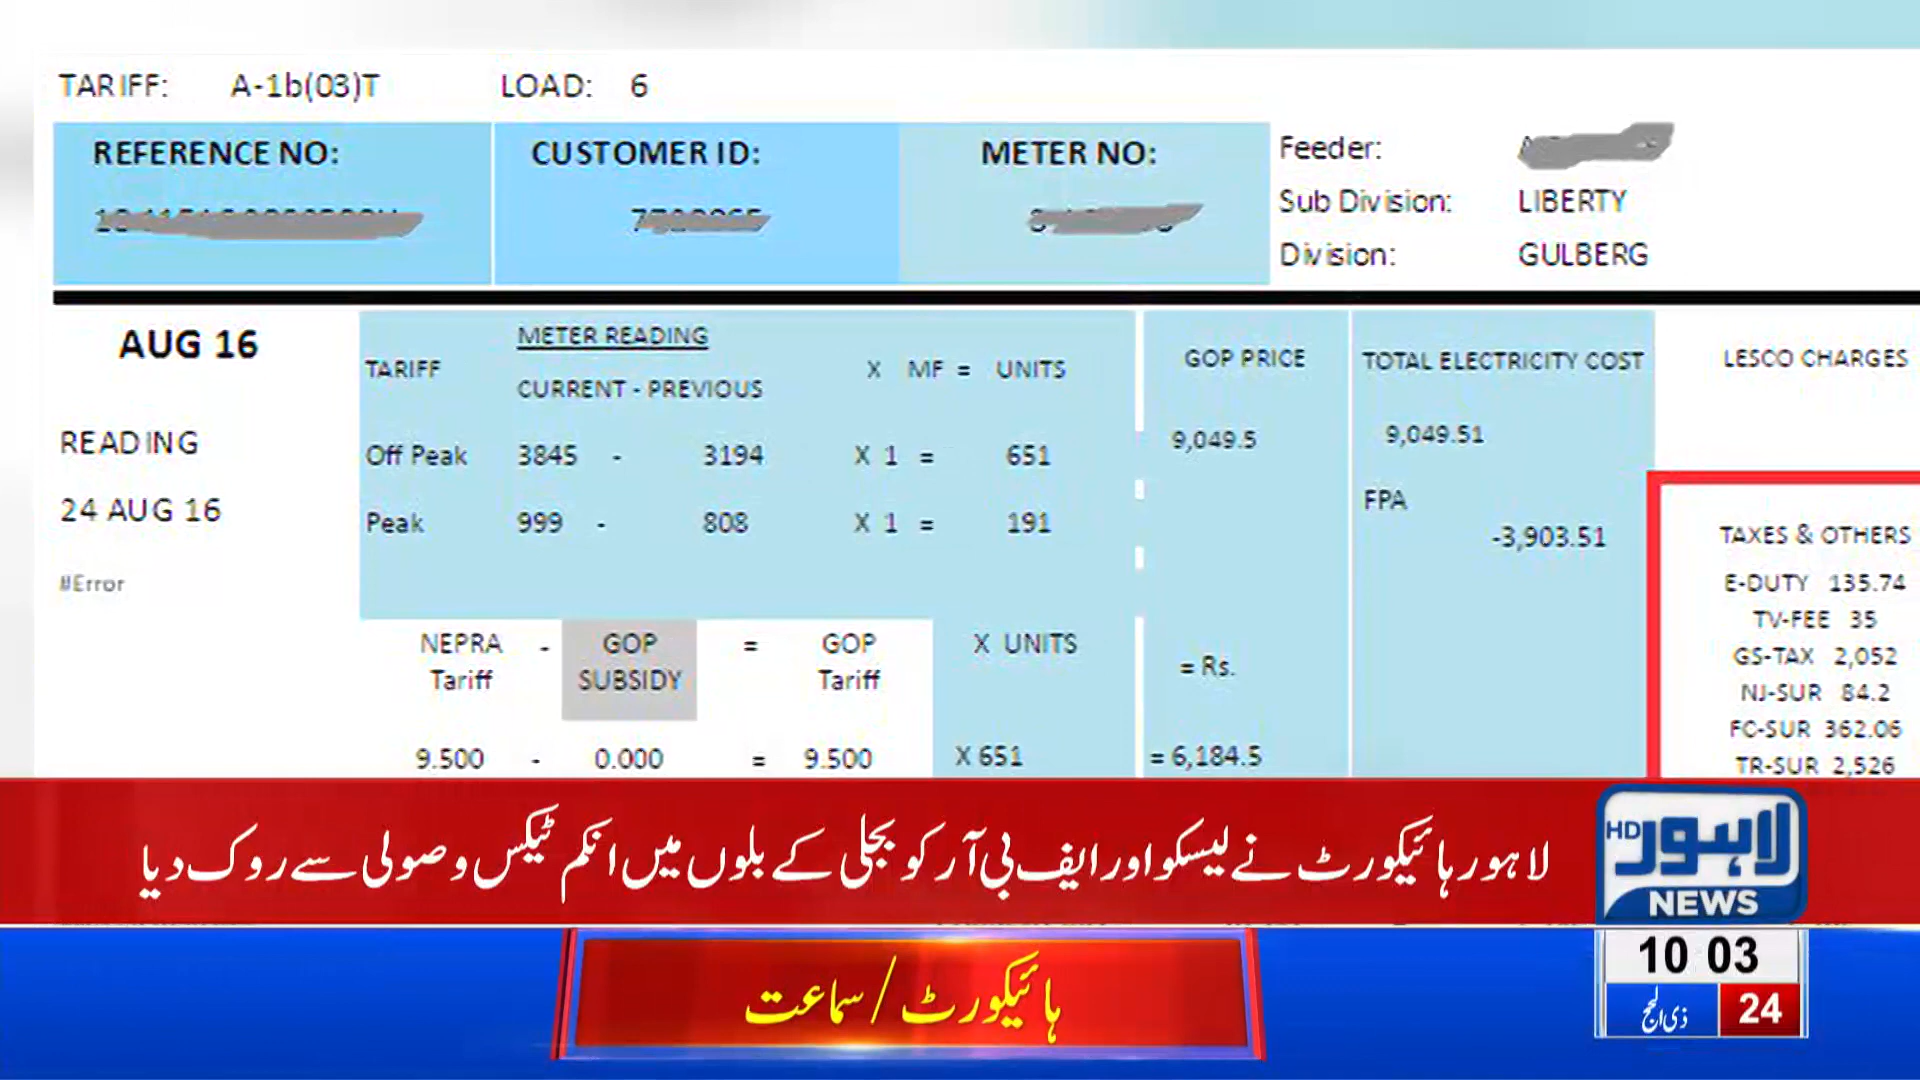 TARIFF: A-1b(03)T LOAD: 6
REFERENCE NO: CUSTOMER ID: METER NO:
Feeder:
Sub Division: LIBERTY
Division: GULBERG
AUG 16
READING
24 AUG 16
#Error
METER READING
TARIFF CURRENT - PREVIOUS X MF = UNITS
Off Peak 3845 - 3194 X 1 = 651
Peak 999 - 808 X 1 = 191
GOP PRICE
9,049.5
TOTAL ELECTRICITY COST
9,049.51
FPA
-3,903.51
LESCO CHARGES
TAXES & OTHERS
E-DUTY 135.74
TV-FEE 35
GS-TAX 2,052
NJ-SUR 84.2
FC-SUR 362.06
TR-SUR 2,526
NEPRA Tariff - GOP SUBSIDY = GOP Tariff X UNITS = Rs.
9.500 - 0.000 = 9.500 X 651 = 6,184.5
لاہور ہائیکورٹ نے لیسکو اور ایف بی آر کو بجلی کے بلوں میں انکم ٹیکس وصولی سے روک دیا
لاہور HD
NEWS
ہائیکورٹ / سماعت
10 03
ذی الحج 24